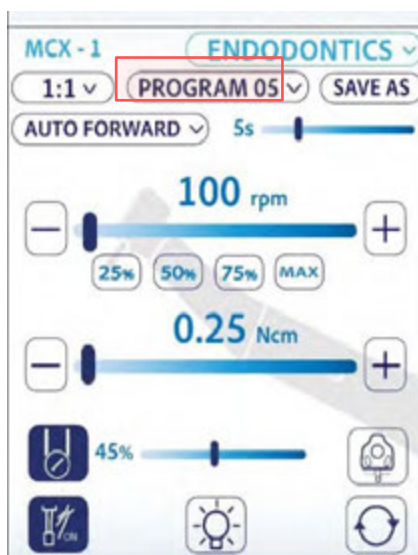 MCX - 1 ENDODONTICS
1:1 PROGRAM 05 SAVE AS
AUTO FORWARD 5s
100 rpm
25% 50% 75% MAX
0.25 Ncm
45%
ON